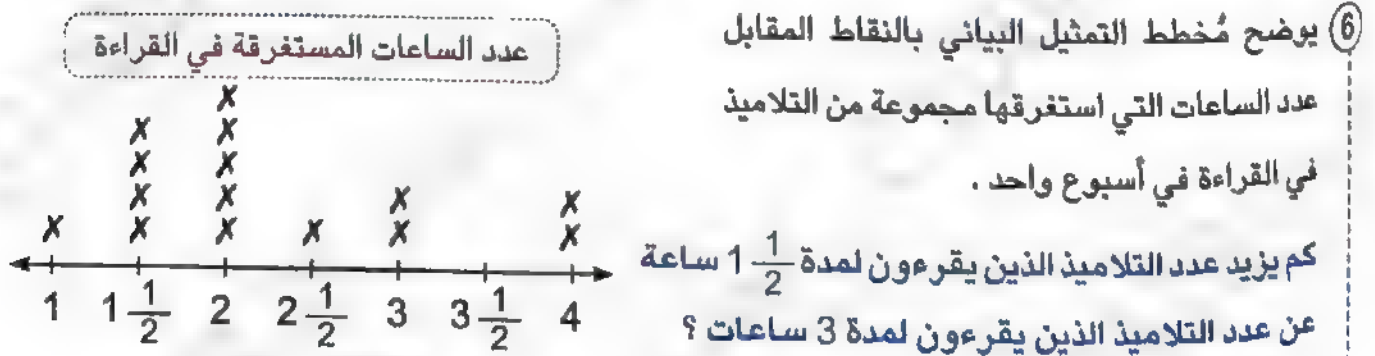 ⑥ يوضح مُخطط التمثيل البياني بالنقاط المقابل
عدد الساعات التي استغرقها مجموعة من التلاميذ
في القراءة في أسبوع واحد .
كم يزيد عدد التلاميذ الذين يقرءون لمدة 1 1/2 ساعة
عن عدد التلاميذ الذين يقرءون لمدة 3 ساعات ؟
عدد الساعات المستغرقة في القراءة
X
X X
X X
X X X X
X X X X X X
1 1 1/2 2 2 1/2 3 3 1/2 4